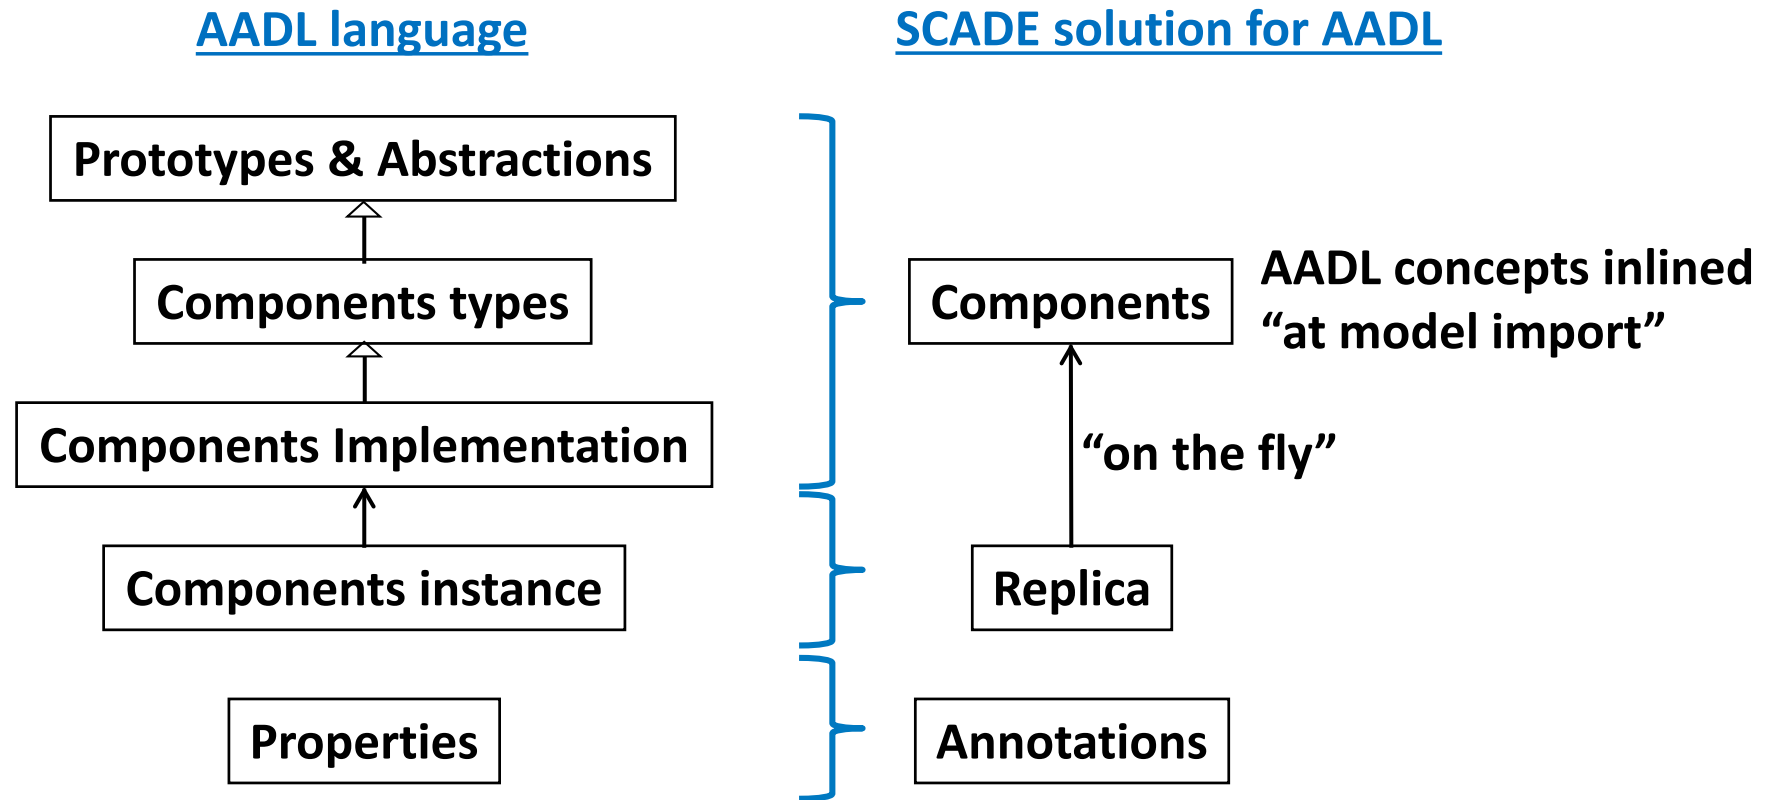 AADL language
SCADE solution for AADL
Prototypes & Abstractions
Components types
Components Implementation
Components instance
Properties
Components
AADL concepts inlined
“at model import”
“on the fly”
Replica
Annotations